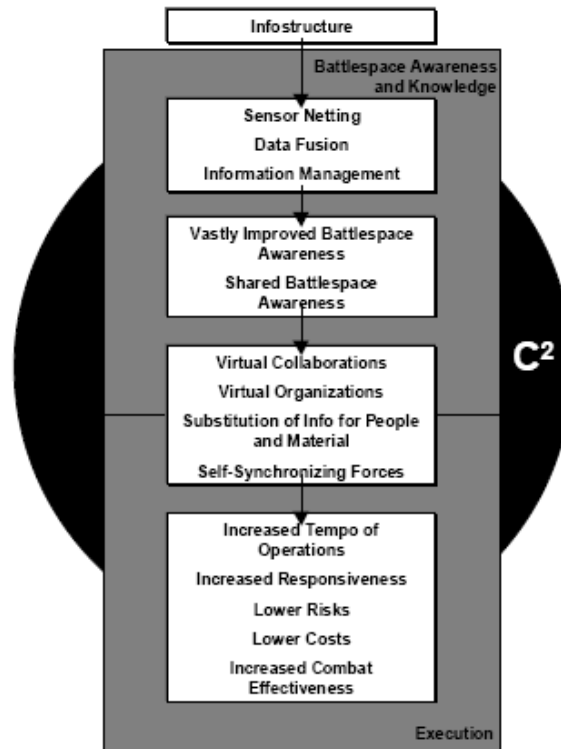 Infostructure
Battlespace Awareness
and Knowledge
Sensor Netting
Data Fusion
Information Management
Vastly Improved Battlespace
Awareness
Shared Battlespace
Awareness
C²
Virtual Collaborations
Virtual Organizations
Substitution of Info for People
and Material
Self-Synchronizing Forces
Increased Tempo of
Operations
Increased Responsiveness
Lower Risks
Lower Costs
Increased Combat
Effectiveness
Execution